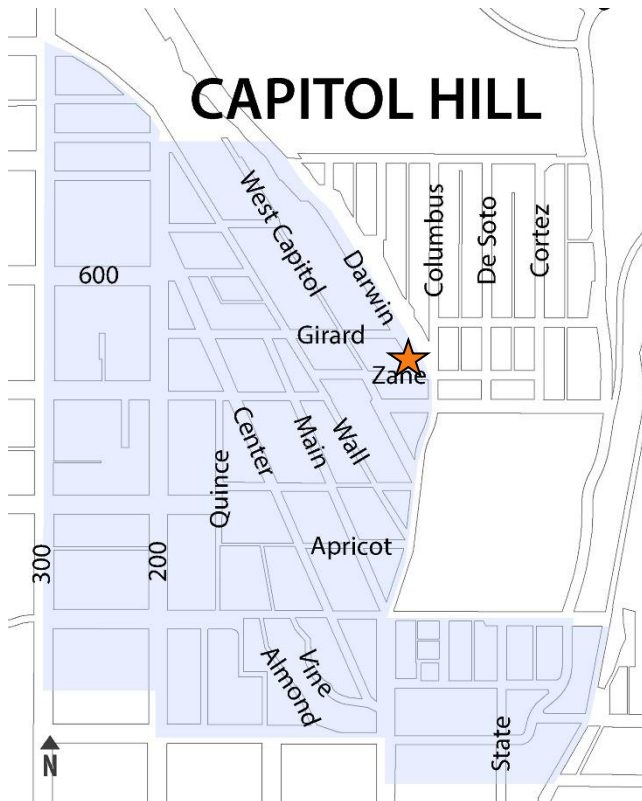 CAPITOL HILL
West Capitol
Darwin
Columbus
De Soto
Cortez
600
Girard
Zane
Center
Main
Wall
Quince
Apricot
300
200
Vine
Almond
State
N